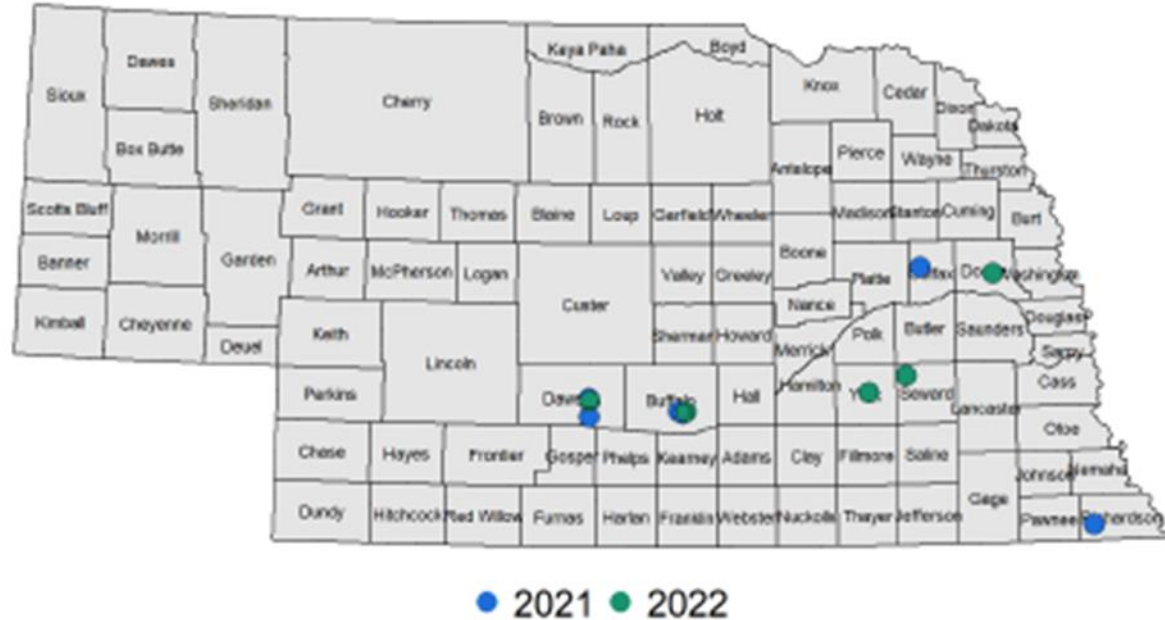 Sioux
Dawes
Sheridan
Cherry
Keya Paha
Boyd
Knox
Cedar
Dixon
Dakota
Box Butte
Brown
Rock
Holt
Antelope
Pierce
Wayne
Thurston
Scotts Bluff
Morrill
Garden
Grant
Hooker
Thomas
Blaine
Loup
Garfield
Wheeler
Madison
Stanton
Cuming
Burt
Banner
Arthur
McPherson
Logan
Custer
Valley
Greeley
Boone
Platte
Washington
Kimball
Cheyenne
Deuel
Keith
Lincoln
Sherman
Howard
Nance
Merrick
Polk
Butler
Saunders
Douglas
Sarpy
Perkins
Hall
Hamilton
Seward
Lancaster
Cass
Otoe
Chase
Hayes
Frontier
Gosper
Phelps
Kearney
Adams
Clay
Fillmore
Saline
Gage
Johnson
Nemaha
Dundy
Hitchcock
Red Willow
Furnas
Harlan
Franklin
Webster
Nuckolls
Thayer
Jefferson
Pawnee
2021 2022